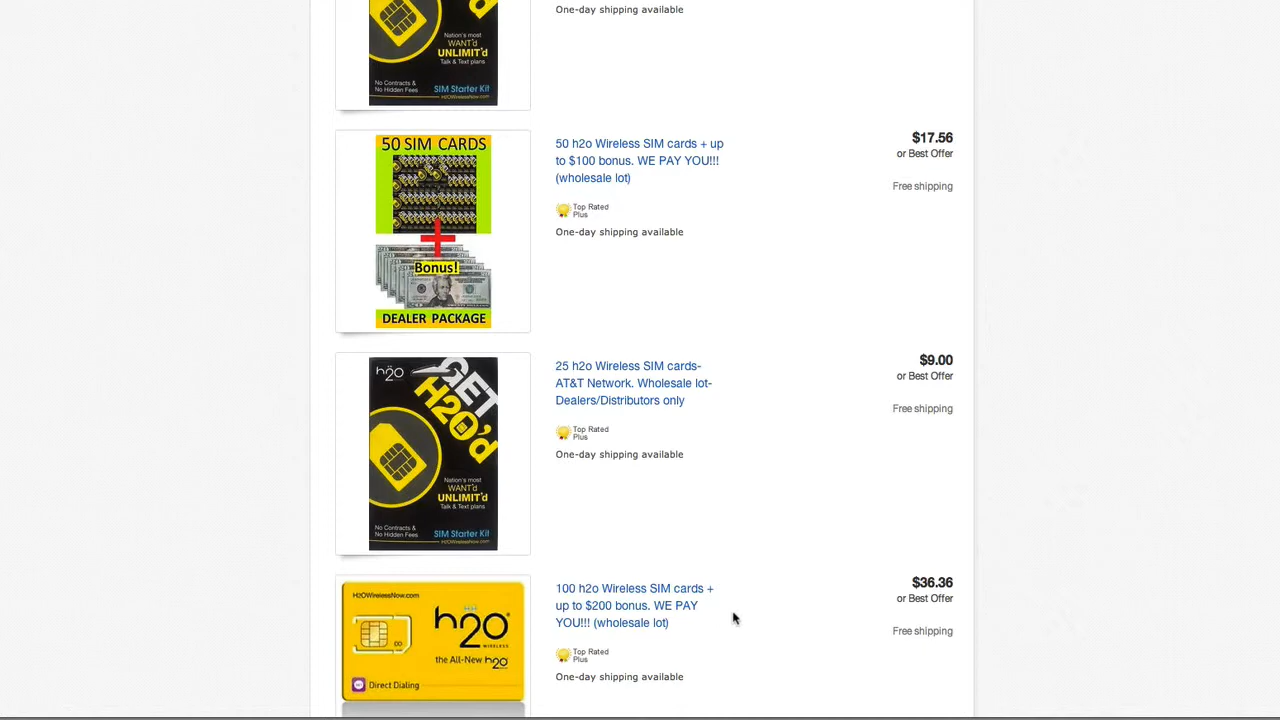 One-day shipping available
Nation's most
WANT'd
UNLIMIT'd
Talk & Text plans
No Contracts &
No Hidden Fees
SIM Starter Kit
H2OWirelessNow.com
50 SIM CARDS
Bonus!
DEALER PACKAGE
50 h2o Wireless SIM cards + up
to $100 bonus. WE PAY YOU!!!
(wholesale lot)
Top Rated
Plus
One-day shipping available
$17.56
or Best Offer
Free shipping
h2o
GET
H2O'd
Nation's most
WANT'd
UNLIMIT'd
Talk & Text plans
No Contracts &
No Hidden Fees
SIM Starter Kit
H2OWirelessNow.com
25 h2o Wireless SIM cards-
AT&T Network. Wholesale lot-
Dealers/Distributors only
Top Rated
Plus
One-day shipping available
$9.00
or Best Offer
Free shipping
H2OWirelessNow.com
h2o
WIRELESS
the All-New h2o
Direct Dialing
100 h2o Wireless SIM cards +
up to $200 bonus. WE PAY
YOU!!! (wholesale lot)
Top Rated
Plus
One-day shipping available
$36.36
or Best Offer
Free shipping